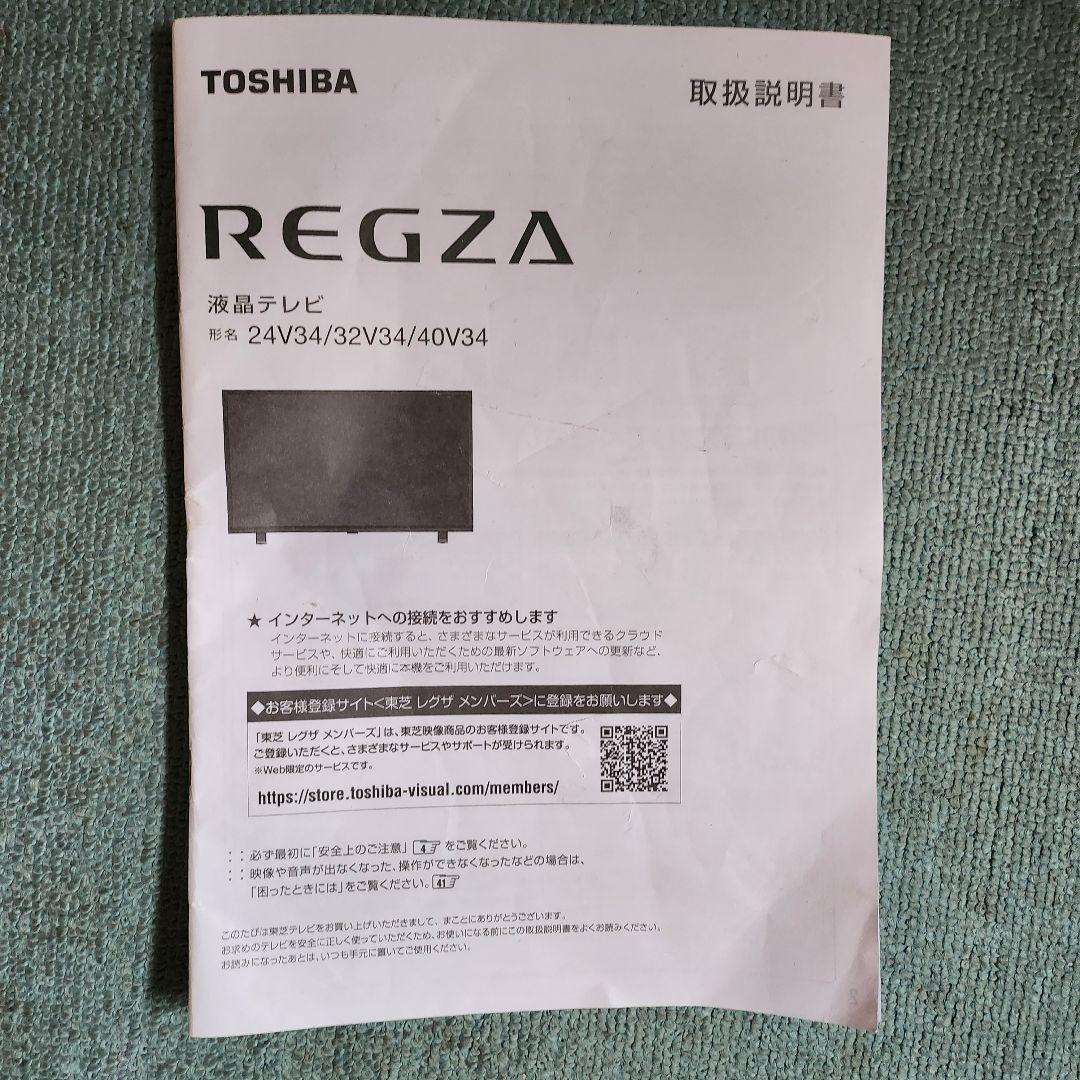 TOSHIBA
取扱説明書
REGZA
液晶テレビ
形名 24V34/32V34/40V34
★ インターネットへの接続をおすすめします
インターネットに接続すると、さまざまなサービスが利用できるクラウド
サービスや、快適にご利用いただくための最新ソフトウェアへの更新など、
より便利にそして快適に本機をご利用いただけます。
◆お客様登録サイト<東芝 レグザ メンバーズ>に登録をお願いします◆
「東芝 レグザ メンバーズ」は、東芝映像商品のお客様登録サイトです。
ご登録いただくと、さまざまなサービスやサポートが受けられます。
※Web限定のサービスです。
https://store.toshiba-visual.com/members/
：：必ず最初に「安全上のご注意」 4 をご覧ください。
：：映像や音声が出なくなった、操作ができなくなったなどの場合は、
「困ったときには」をご覧ください。 41
このたびは東芝テレビをお買い上げいただきまして、まことにありがとうございます。
お求めのテレビを安全に正しく使っていただくため、お使いになる前にこの取扱説明書をよくお読みください。
お読みになったあとは、いつも手元に置いてご使用ください。